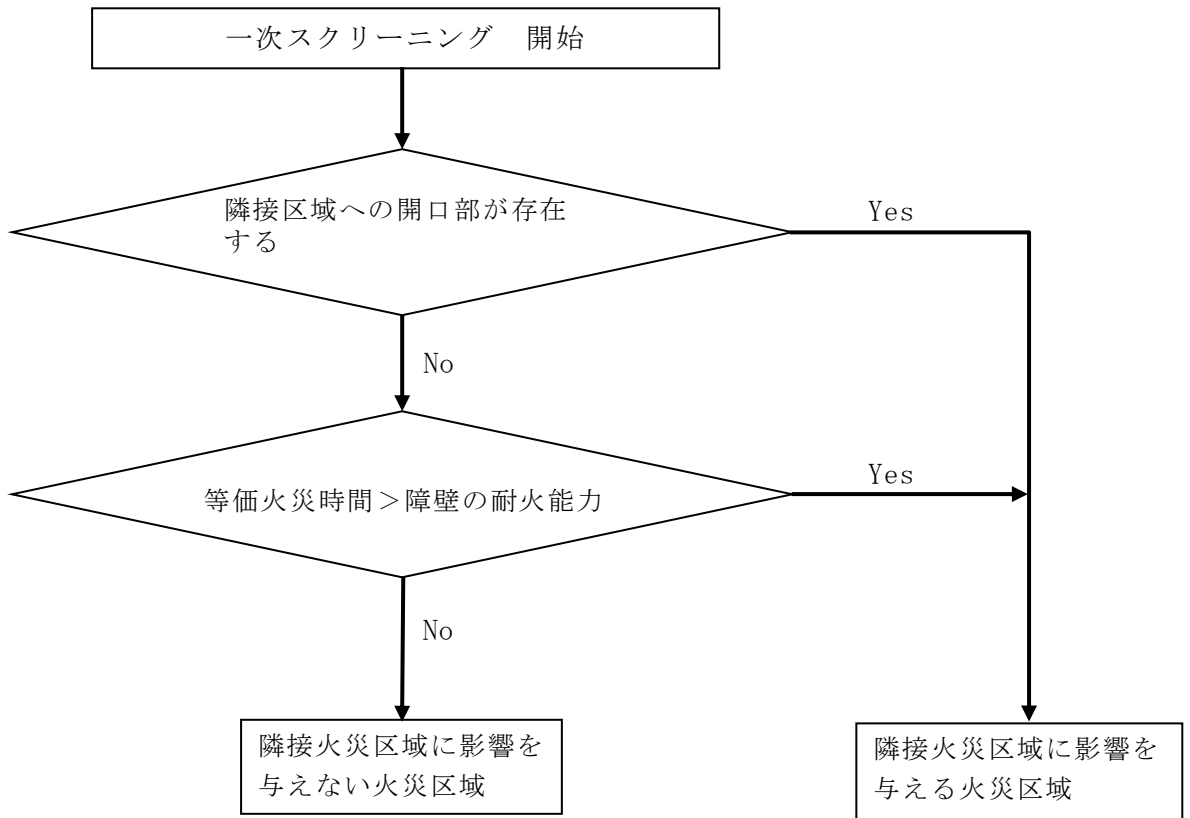 一次スクリーニング　開始
隣接区域への開口部が存在
する
Yes
No
等価火災時間＞障壁の耐火能力
Yes
No
隣接火災区域に影響を
与えない火災区域
隣接火災区域に影響を
与える火災区域